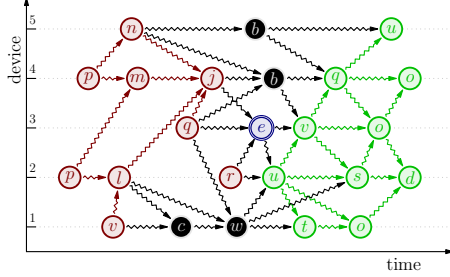 device
5 n b u
4 p m j b q o
3 q e v o
2 p l r u s d
1 v c w t o
time